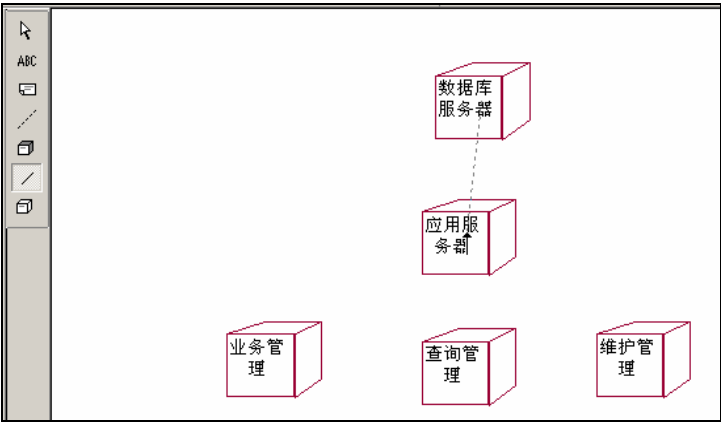 ABC
数据库
服务器
应用服
务器
业务管
理
查询管
理
维护管
理